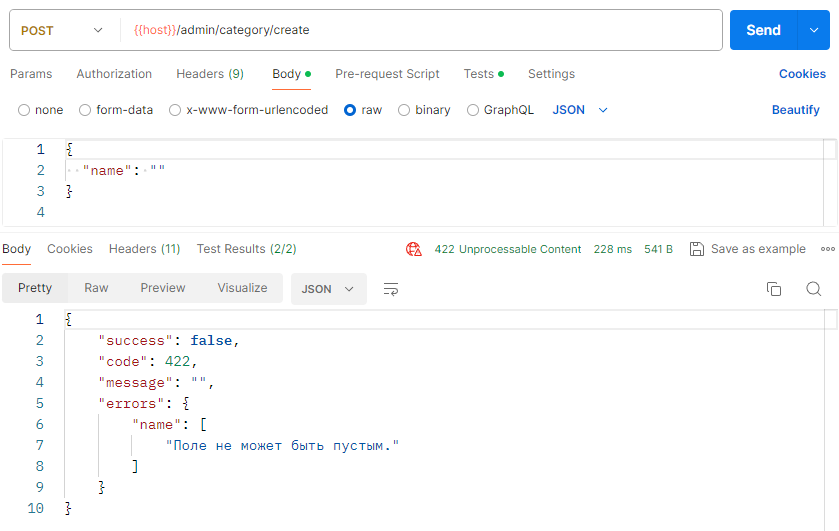 POST {{host}}/admin/category/create Send
Params Authorization Headers (9) Body Pre-request Script Tests Settings Cookies
none form-data x-www-form-urlencoded raw binary GraphQL JSON Beautify
1 {
2 "name": ""
3 }
4
Body Cookies Headers (11) Test Results (2/2) 422 Unprocessable Content 228 ms 541 B Save as example
Pretty Raw Preview Visualize JSON
1 {
2 "success": false,
3 "code": 422,
4 "message": "",
5 "errors": {
6 "name": [
7 "Поле не может быть пустым."
8 ]
9 }
10 }